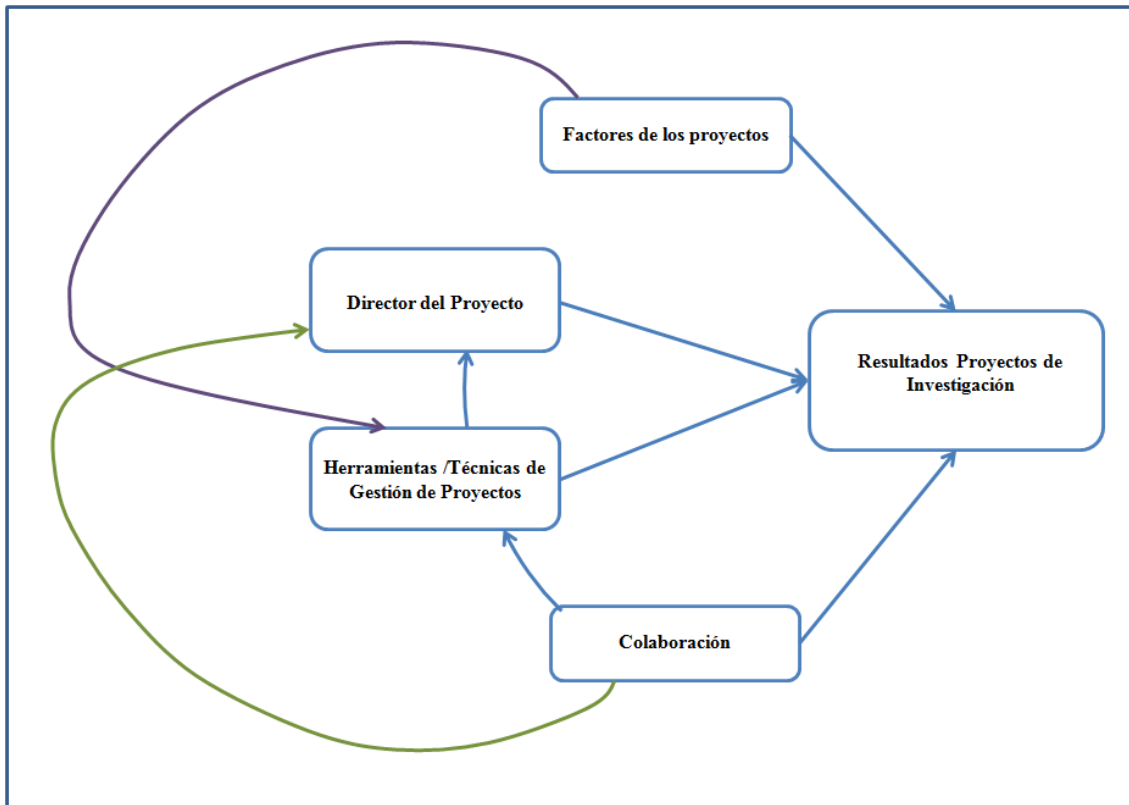 Factores de los proyectos
Director del Proyecto
Resultados Proyectos de
Investigación
Herramientas /Técnicas de
Gestión de Proyectos
Colaboración